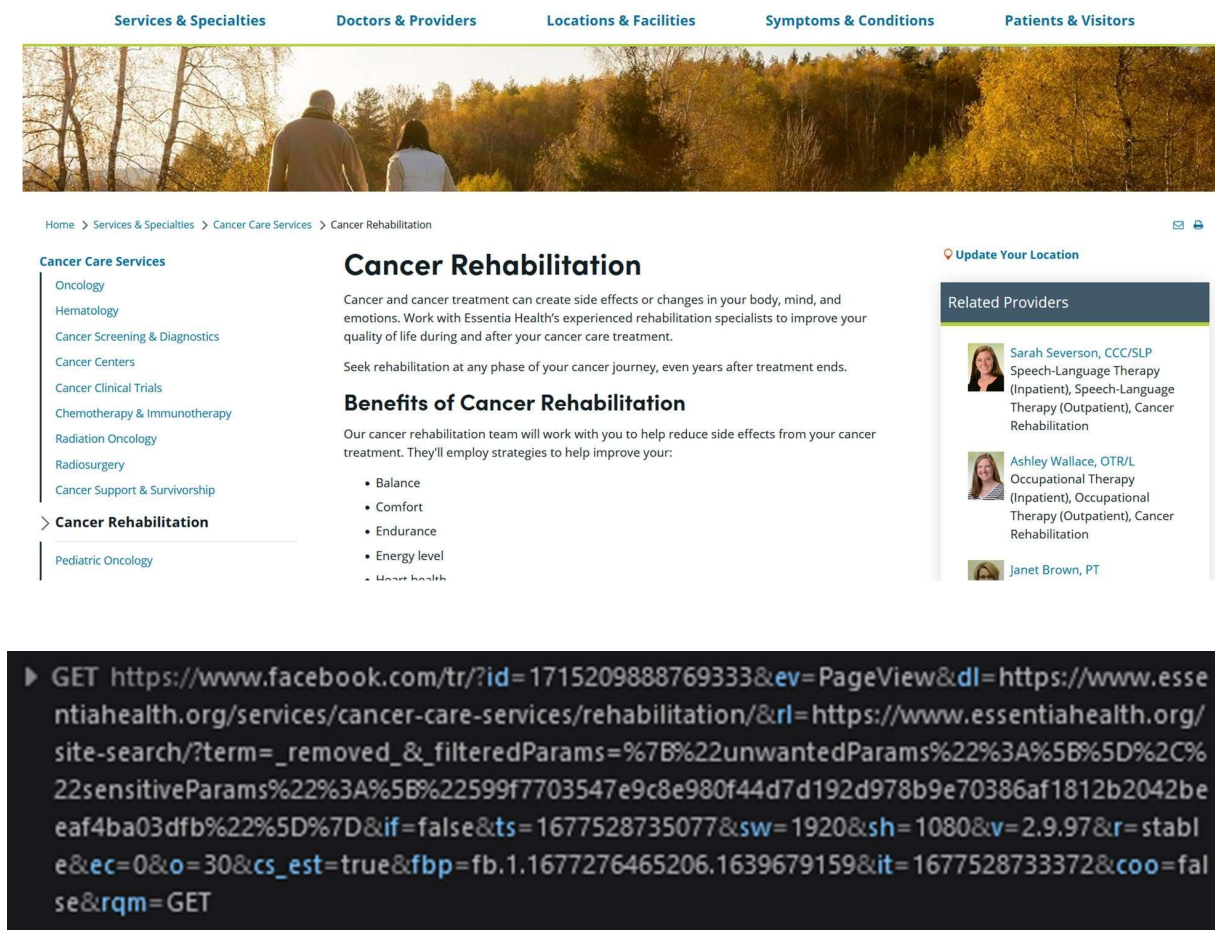 Services & Specialties Doctors & Providers Locations & Facilities Symptoms & Conditions Patients & Visitors
Home > Services & Specialties > Cancer Care Services > Cancer Rehabilitation
Cancer Care Services
Oncology
Hematology
Cancer Screening & Diagnostics
Cancer Centers
Cancer Clinical Trials
Chemotherapy & Immunotherapy
Radiation Oncology
Radiosurgery
Cancer Support & Survivorship
Cancer Rehabilitation
Pediatric Oncology
Cancer Rehabilitation
Cancer and cancer treatment can create side effects or changes in your body, mind, and
emotions. Work with Essentia Health's experienced rehabilitation specialists to improve your
quality of life during and after your cancer care treatment.
Seek rehabilitation at any phase of your cancer journey, even years after treatment ends.
Benefits of Cancer Rehabilitation
Our cancer rehabilitation team will work with you to help reduce side effects from your cancer
treatment. They'll employ strategies to help improve your:
• Balance
• Comfort
• Endurance
• Energy level
• Heart health
Update Your Location
Related Providers
Sarah Severson, CCC/SLP
Speech-Language Therapy
(Inpatient), Speech-Language
Therapy (Outpatient), Cancer
Rehabilitation
Ashley Wallace, OTR/L
Occupational Therapy
(Inpatient), Occupational
Therapy (Outpatient), Cancer
Rehabilitation
Janet Brown, PT
GET https://www.facebook.com/tr/?id=1715209888769333&ev=PageView&dl=https://www.esse
ntiahealth.org/services/cancer-care-services/rehabilitation/&rl=https://www.essentiahealth.org/
site-search/?term=_removed_&_filteredParams=%7B%22unwantedParams%22%3A%5B%5D%2C%
22sensitiveParams%22%3A%5B%22599f7703547e9c8e980f44d7d192d978b9e70386af1812b2042be
eaf4ba03dfb%22%5D%7D&if=false&ts=1677528735077&sw=1920&sh=1080&v=2.9.97&r=stabl
e&ec=0&o=30&cs_est=true&fbp=fb.1.1677276465206.1639679159&it=1677528733372&coo=fal
se&rqm=GET